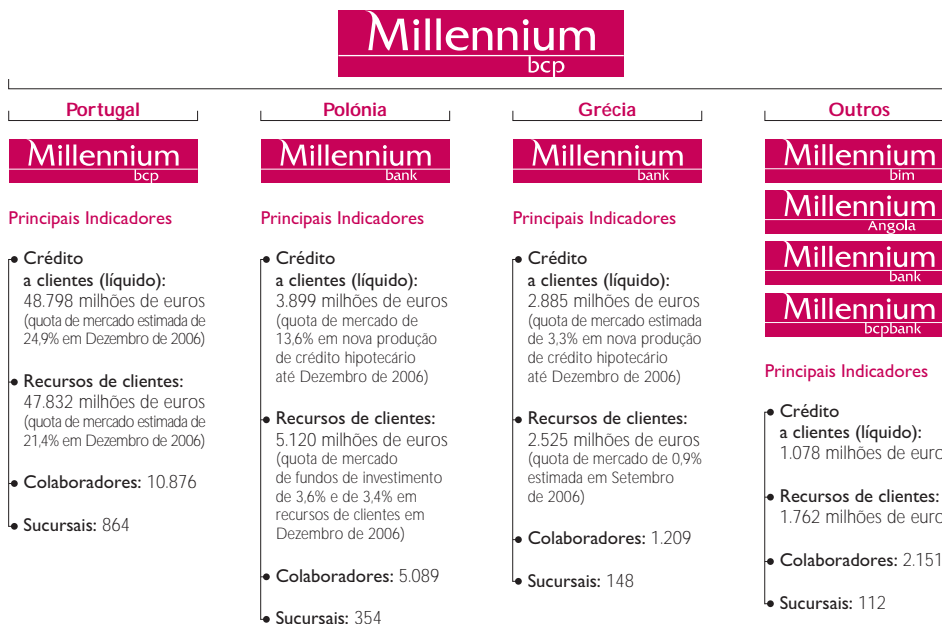 Millennium
bcp
Portugal
Millennium
bcp
Principais Indicadores
Crédito
a clientes (líquido):
48.798 milhões de euros
(quota de mercado estimada de
24,9% em Dezembro de 2006)
Recursos de clientes:
47.832 milhões de euros
(quota de mercado estimada de
21,4% em Dezembro de 2006)
Colaboradores: 10.876
Sucursais: 864
Polónia
Millennium
bank
Principais Indicadores
Crédito
a clientes (líquido):
3.899 milhões de euros
(quota de mercado de
13,6% em nova produção
de crédito hipotecário
até Dezembro de 2006)
Recursos de clientes:
5.120 milhões de euros
(quota de mercado
de fundos de investimento
de 3,6% e de 3,4% em
recursos de clientes em
Dezembro de 2006)
Colaboradores: 5.089
Sucursais: 354
Grécia
Millennium
bank
Principais Indicadores
Crédito
a clientes (líquido):
2.885 milhões de euros
(quota de mercado estimada
de 3,3% em nova produção
de crédito hipotecário
até Dezembro de 2006)
Recursos de clientes:
2.525 milhões de euros
(quota de mercado de 0,9%
estimada em Setembro
de 2006)
Colaboradores: 1.209
Sucursais: 148
Outros
Millennium
bim
Millennium
Angola
Millennium
bank
Millennium
bcpbank
Principais Indicadores
Crédito
a clientes (líquido):
1.078 milhões de euro
Recursos de clientes:
1.762 milhões de euro
Colaboradores: 2.151
Sucursais: 112